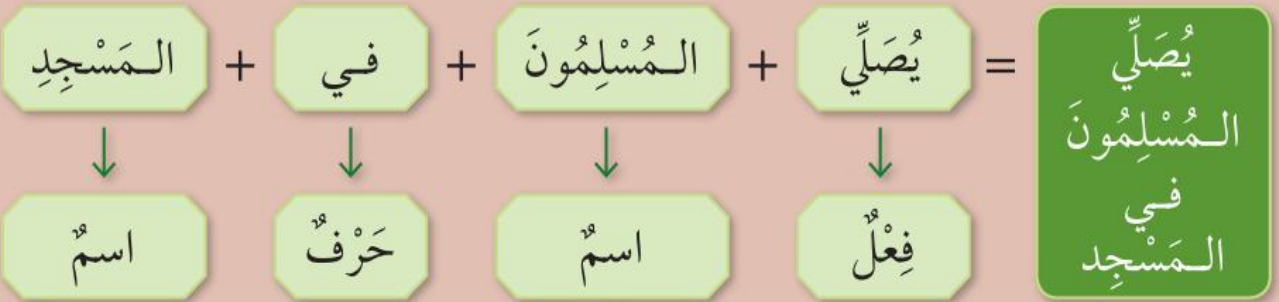 يُصَلِّي
الـمُسْلِمُونَ
فـي
الـمَسْجِد
= يُصَلِّي + الـمُسْلِمُونَ + فـي + الـمَسْجِدِ
↓ ↓ ↓ ↓
فِعْلٌ اسمٌ حَرْفٌ اسمٌ